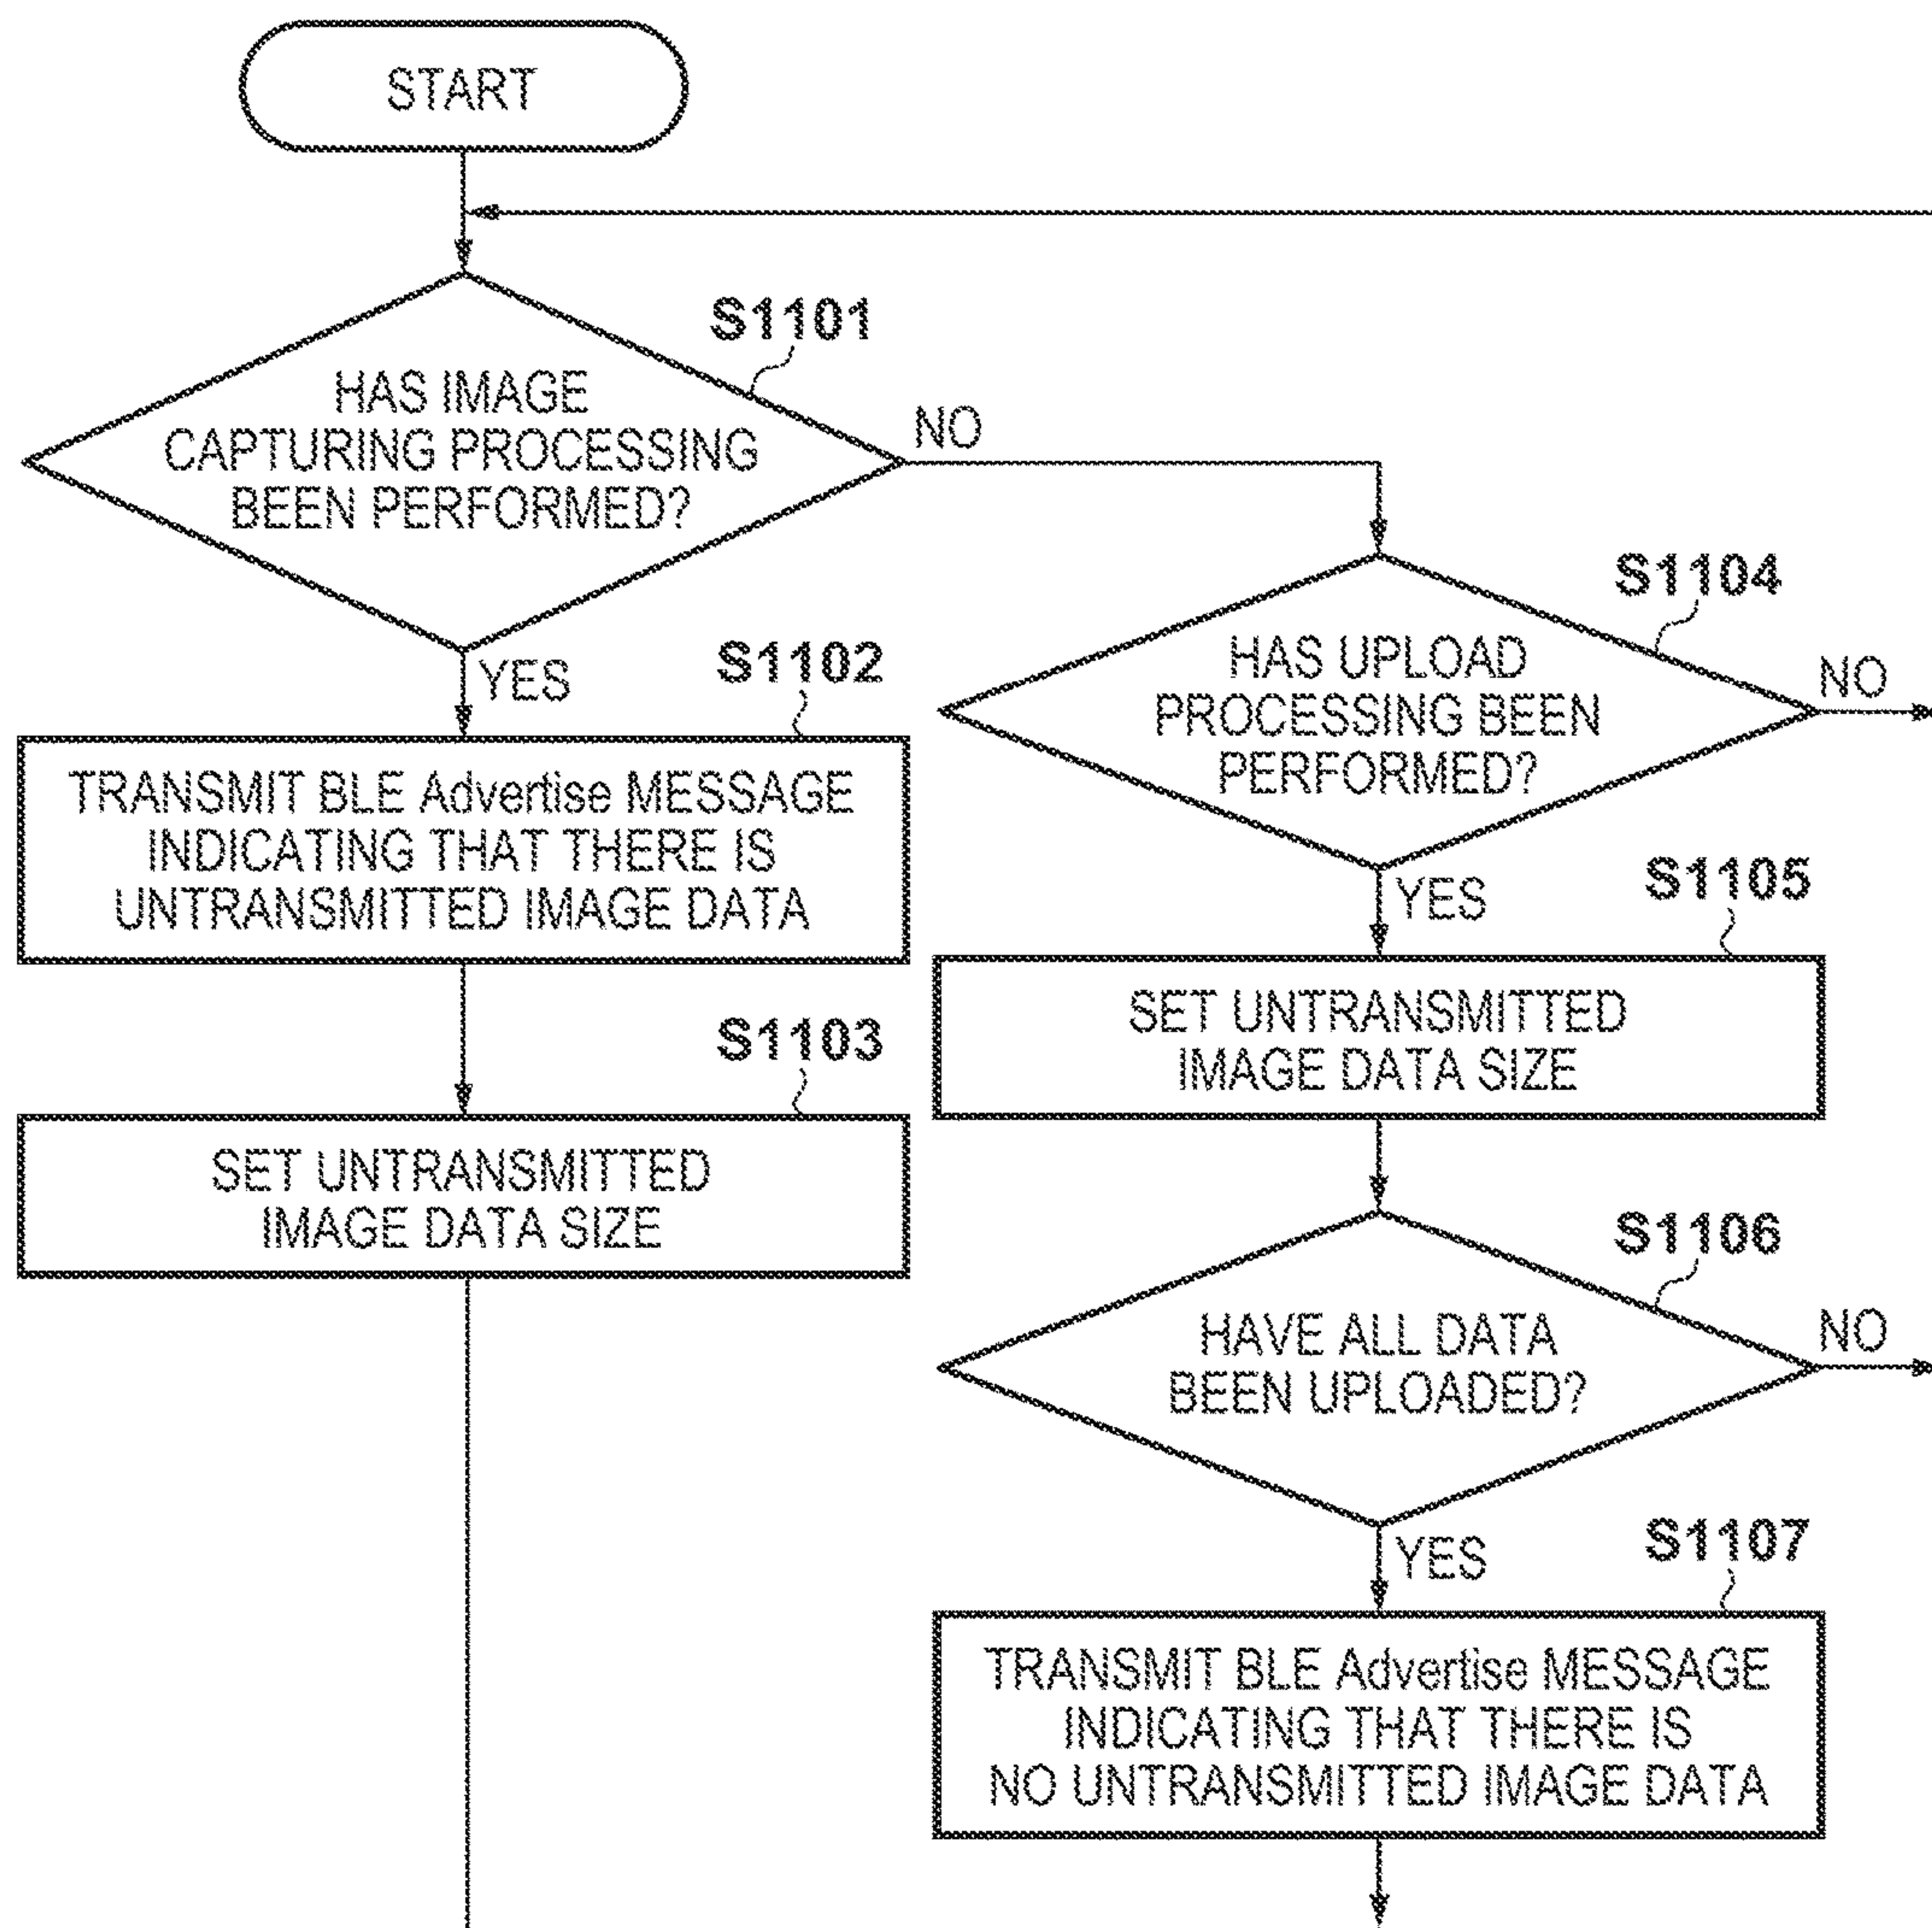 START
S1101
HAS IMAGE
CAPTURING PROCESSING
BEEN PERFORMED?
NO
YES
S1102
TRANSMIT BLE Advertise MESSAGE
INDICATING THAT THERE IS
UNTRANSMITTED IMAGE DATA
S1103
SET UNTRANSMITTED
IMAGE DATA SIZE
S1104
HAS UPLOAD
PROCESSING BEEN
PERFORMED?
NO
YES
S1105
SET UNTRANSMITTED
IMAGE DATA SIZE
S1106
HAVE ALL DATA
BEEN UPLOADED?
NO
YES
S1107
TRANSMIT BLE Advertise MESSAGE
INDICATING THAT THERE IS
NO UNTRANSMITTED IMAGE DATA